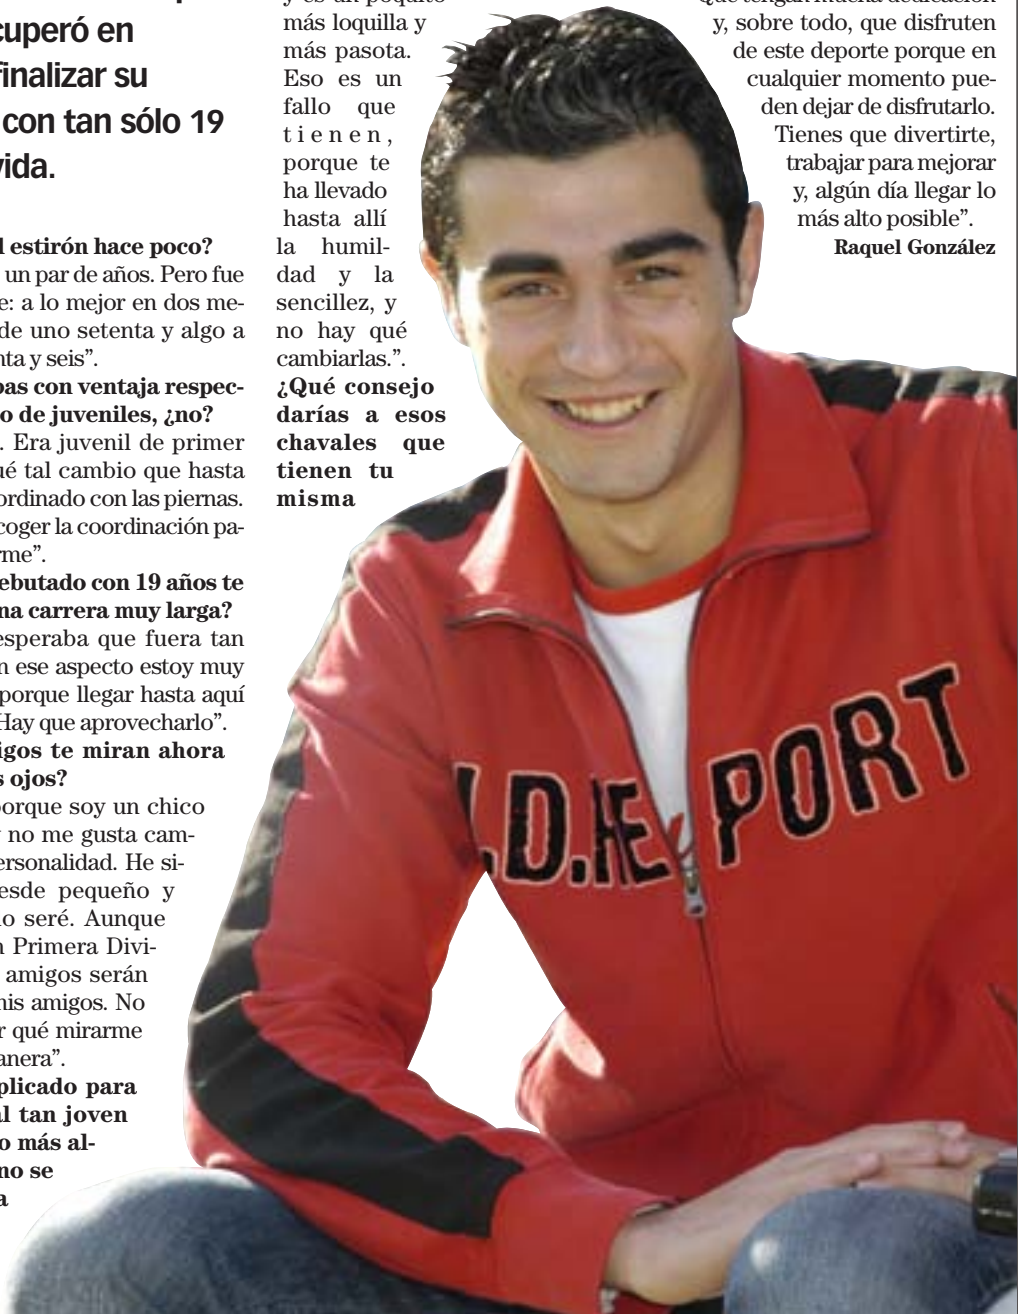 cuperó en
finalizar su
con tan sólo 19
vida.
l estirón hace poco?
un par de años. Pero fue
e: a lo mejor en dos me-
de uno setenta y algo a
nta y seis”.
bas con ventaja respec-
o de juveniles, ¿no?
. Era juvenil de primer
ué tal cambio que hasta
ordinado con las piernas.
coger la coordinación pa-
rme”.
ebutado con 19 años te
na carrera muy larga?
esperaba que fuera tan
n ese aspecto estoy muy
porque llegar hasta aquí
Hay que aprovecharlo”.
igos te miran ahora
s ojos?
porque soy un chico
y no me gusta cam-
ersonalidad. He si-
esde pequeño y
lo seré. Aunque
n Primera Divi-
amigos serán
mis amigos. No
r qué mirarme
anera”.
plicado para
al tan joven
o más al-
no se
a
y es un poquito
más loquilla y
más pasota.
Eso es un
fallo que
tienen,
porque te
ha llevado
hasta allí
la humil-
dad y la
sencillez, y
no hay qué
cambiarlas.”.
¿Qué consejo
darías a esos
chavales que
tienen tu
misma
Que tengan mucha dedicación
y, sobre todo, que disfruten
de este deporte porque en
cualquier momento pue-
den dejar de disfrutarlo.
Tienes que divertirte,
trabajar para mejorar
y, algún día llegar lo
más alto posible”.
Raquel González
.D.RE PORT